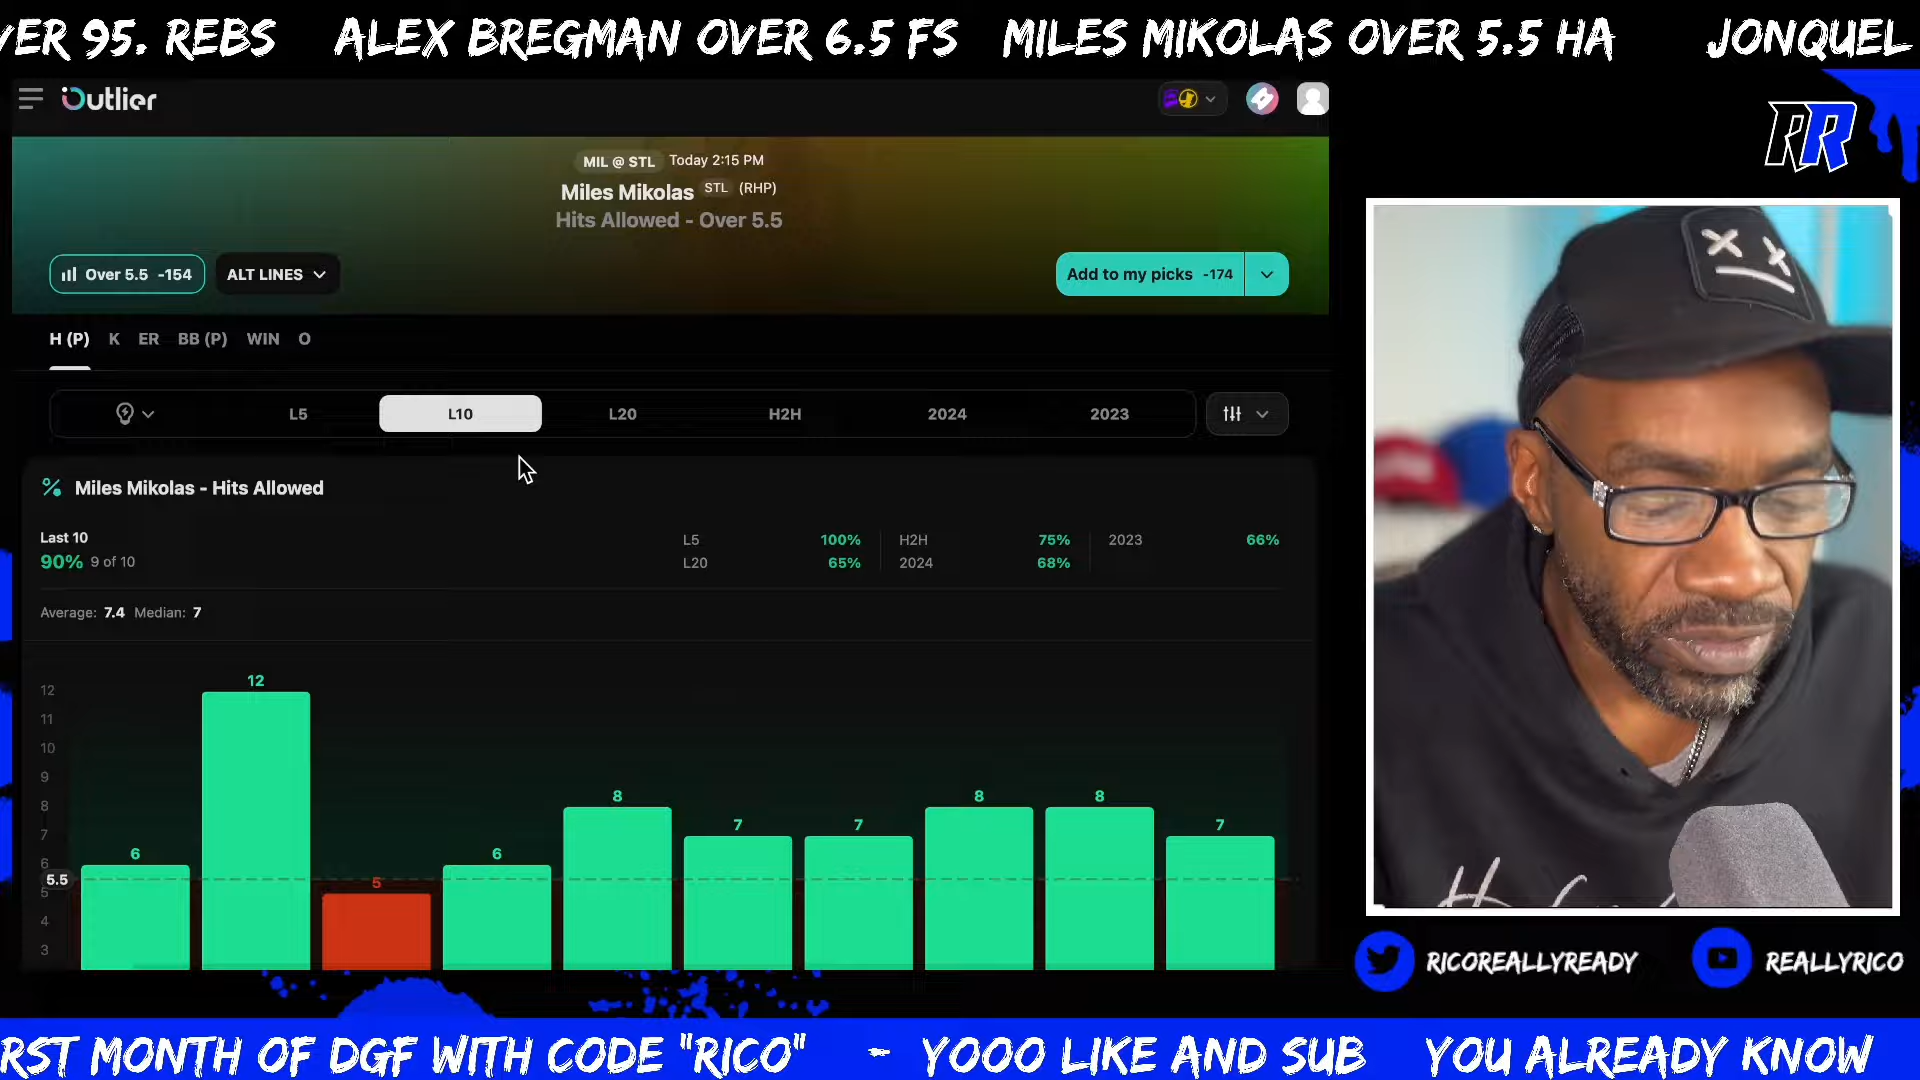 VER 95. REBS ALEX BREGMAN OVER 6.5 FS MILES MIKOLAS OVER 5.5 HA JONQUEL
Outlier
RR
MIL @ STL Today 2:15 PM
Miles Mikolas STL (RHP)
Hits Allowed - Over 5.5
Over 5.5 -154 ALT LINES Add to my picks -174
H (P) K ER BB (P) WIN O
L5 L10 L20 H2H 2024 2023
Miles Mikolas - Hits Allowed
Last 10
90% 9 of 10
L5 100% H2H 75% 2023 66%
L20 65% 2024 68%
Average: 7.4 Median: 7
12
11
10
9
8
7
6
5.5
5
4
3
6 12 5 6 8 7 7 8 8 7
RICOREALLYREADY REALLYRICO
RST MONTH OF DGF WITH CODE "RICO" - YOOO LIKE AND SUB YOU ALREADY KNOW